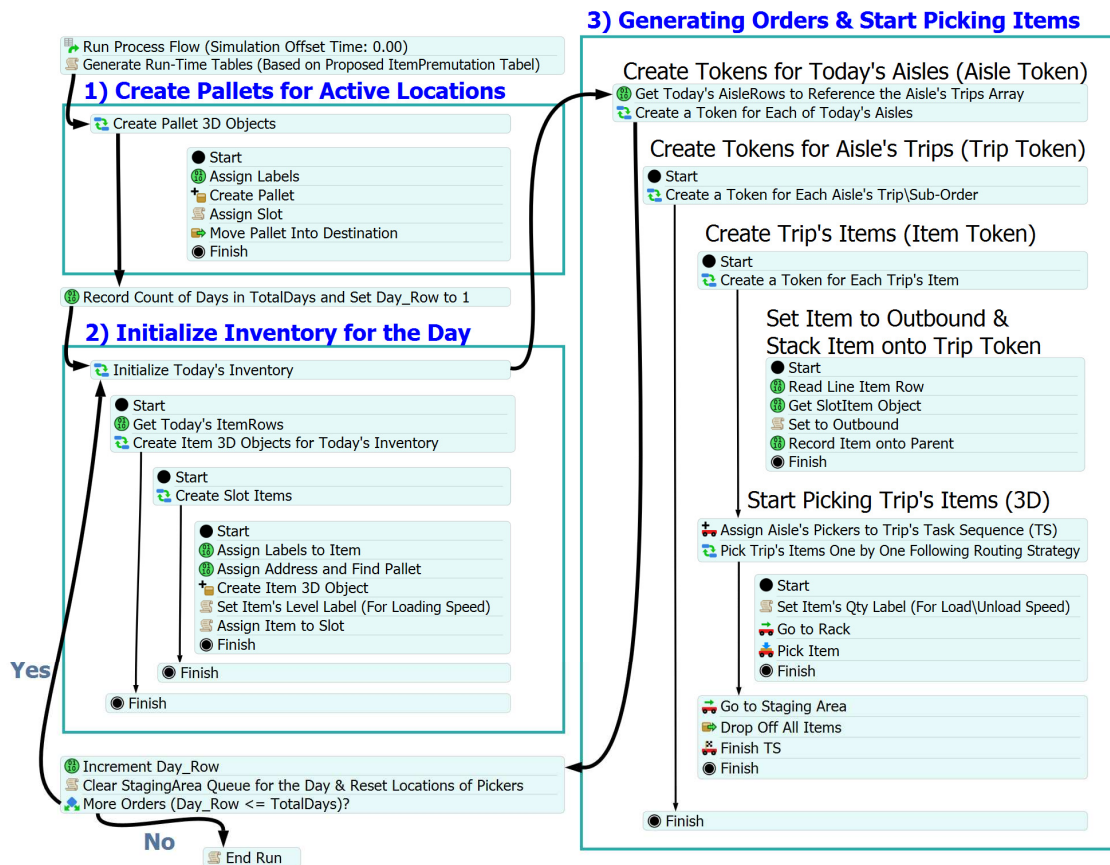 Run Process Flow (Simulation Offset Time: 0.00)
Generate Run-Time Tables (Based on Proposed ItemPremutation Tabel)
1) Create Pallets for Active Locations
Create Pallet 3D Objects
Start
Assign Labels
Create Pallet
Assign Slot
Move Pallet Into Destination
Finish
Record Count of Days in TotalDays and Set Day_Row to 1
2) Initialize Inventory for the Day
Initialize Today's Inventory
Start
Get Today's ItemRows
Create Item 3D Objects for Today's Inventory
Start
Create Slot Items
Start
Assign Labels to Item
Assign Address and Find Pallet
Create Item 3D Object
Set Item's Level Label (For Loading Speed)
Assign Item to Slot
Finish
Finish
Finish
Yes
Increment Day_Row
Clear StagingArea Queue for the Day & Reset Locations of Pickers
More Orders (Day_Row <= TotalDays)?
No
End Run
3) Generating Orders & Start Picking Items
Create Tokens for Today's Aisles (Aisle Token)
Get Today's AisleRows to Reference the Aisle's Trips Array
Create a Token for Each of Today's Aisles
Create Tokens for Aisle's Trips (Trip Token)
Start
Create a Token for Each Aisle's Trip\Sub-Order
Create Trip's Items (Item Token)
Start
Create a Token for Each Trip's Item
Set Item to Outbound &
Stack Item onto Trip Token
Start
Read Line Item Row
Get SlotItem Object
Set to Outbound
Record Item onto Parent
Finish
Start Picking Trip's Items (3D)
Assign Aisle's Pickers to Trip's Task Sequence (TS)
Pick Trip's Items One by One Following Routing Strategy
Start
Set Item's Qty Label (For Load\Unload Speed)
Go to Rack
Pick Item
Finish
Go to Staging Area
Drop Off All Items
Finish TS
Finish
Finish